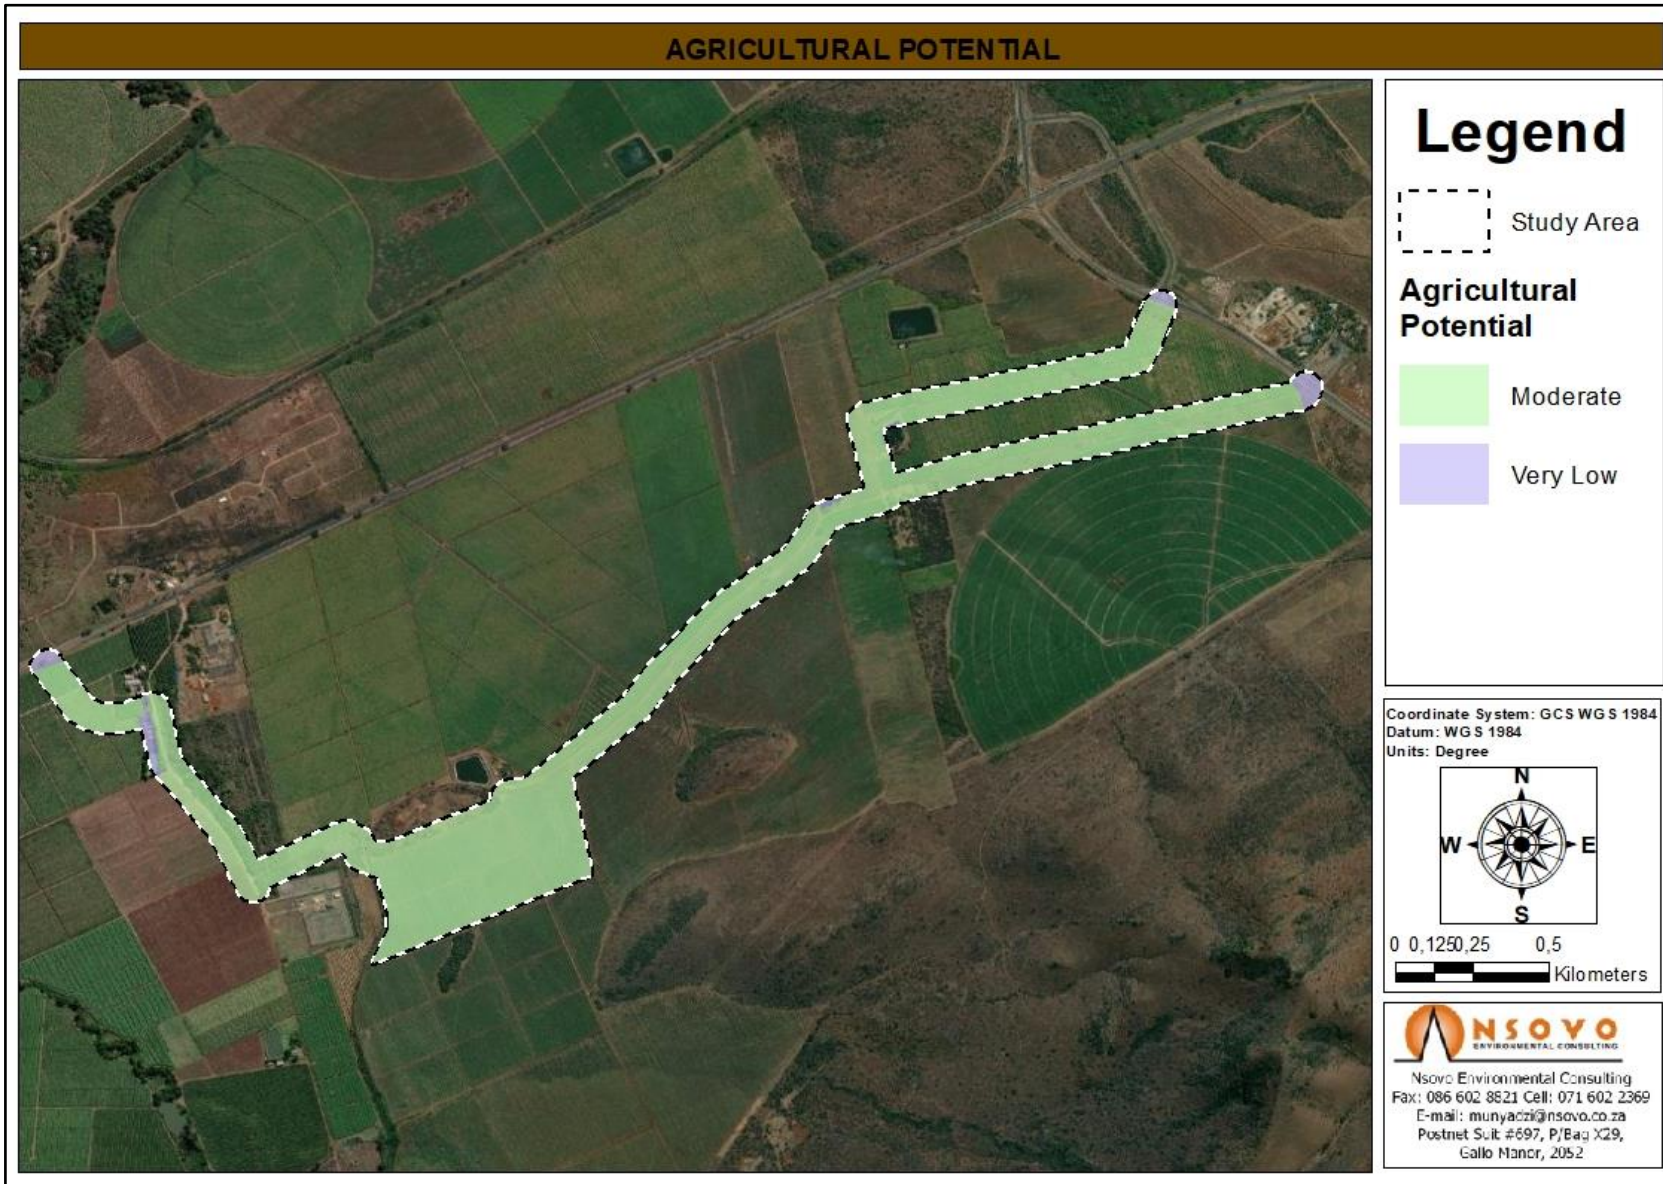 AGRICULTURAL POTENTIAL
Legend
Study Area
Agricultural
Potential
Moderate
Very Low
Coordinate System: GCS WGS 1984
Datum: WGS 1984
Units: Degree
N
W
E
S
0 0,125 0,25 0,5
Kilometers
NSOVO
ENVIRONMENTAL CONSULTING
Nsovo Environmental Consulting
Fax: 086 602 8821 Cell: 071 602 2369
E-mail: munyadzi@nsovo.co.za
Postnet Suit #697, P/Bag X29,
Gallo Manor, 2052